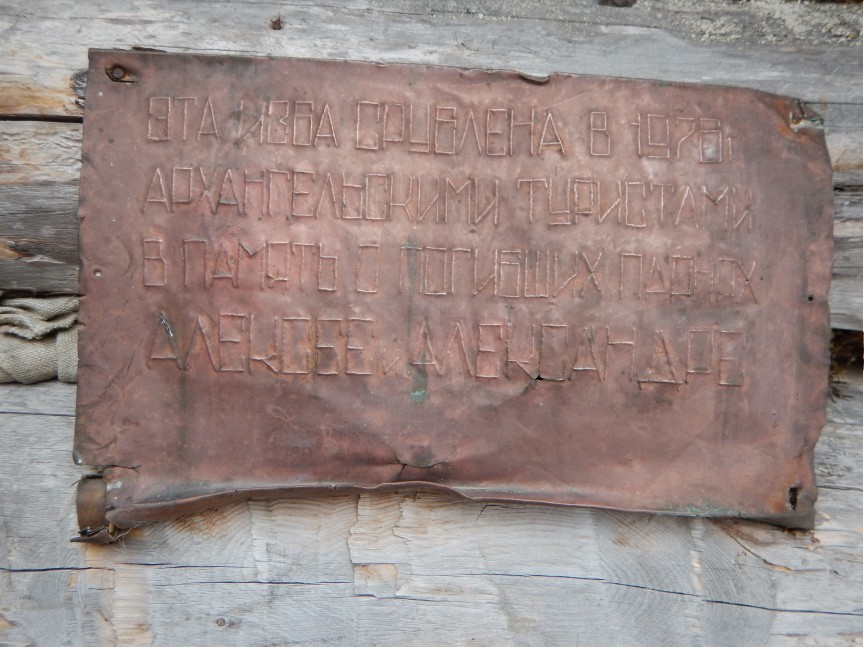 ЭТА ИЗБА СРУБЛЕНА В 1978г
АРХАНГЕЛЬСКИМИ ТУРИСТАМИ
В ПАМЯТЬ О ПОГИБШИХ ПАРНЯХ
АЛЕКСЕЕ и АЛЕКСАНДРЕ